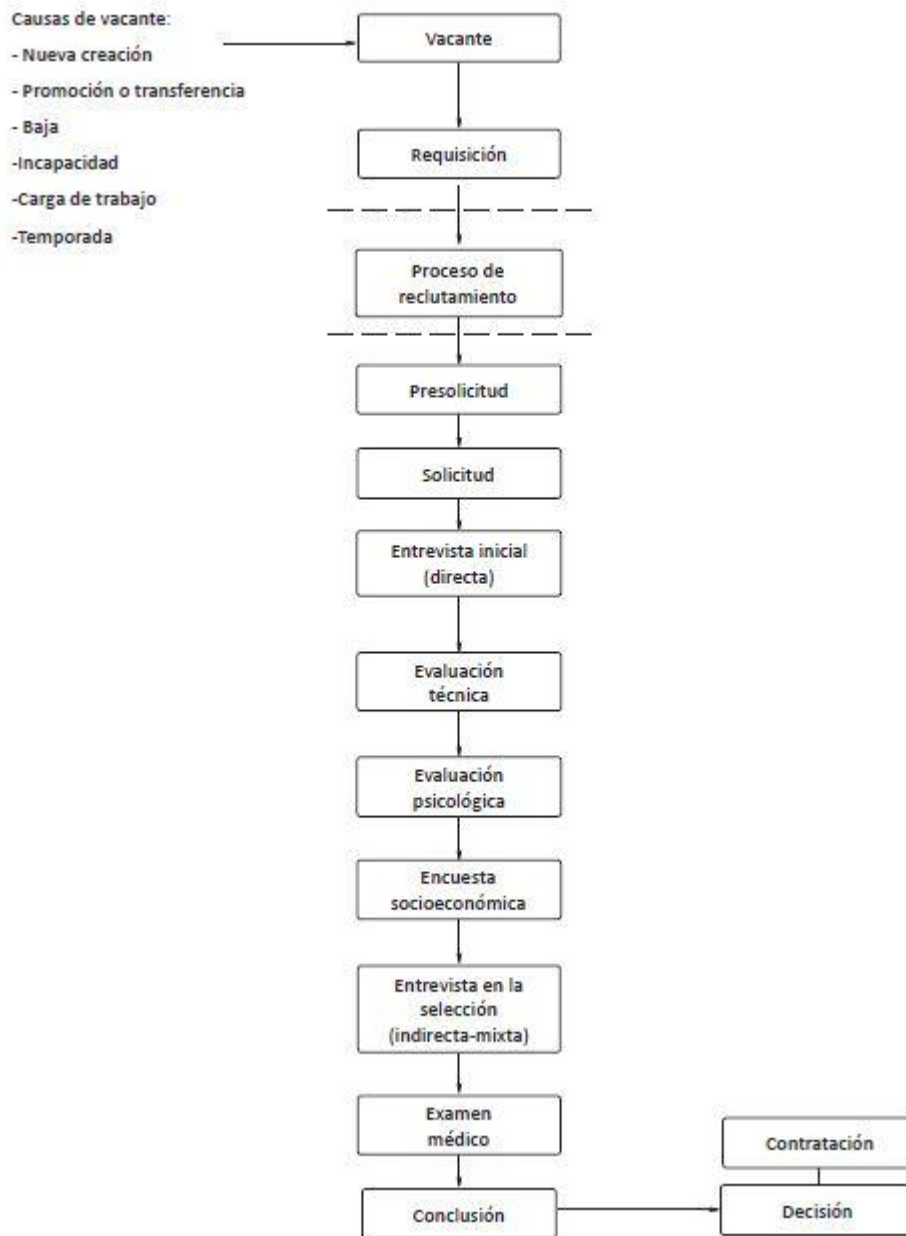 Causas de vacante:
- Nueva creación
- Promoción o transferencia
- Baja
-Incapacidad
-Carga de trabajo
-Temporada
Vacante
Requisición
Proceso de
reclutamiento
Presolicitud
Solicitud
Entrevista inicial
(directa)
Evaluación
técnica
Evaluación
psicológica
Encuesta
socioeconómica
Entrevista en la
selección
(indirecta-mixta)
Examen
médico
Conclusión
Contratación
Decisión